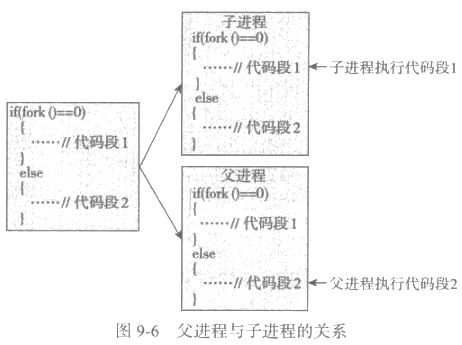 if(fork ()==0)
{
……// 代码段1
}
else
{
……// 代码段2
}
子进程
if(fork ()==0)
{
……// 代码段1
}
else
{
……// 代码段2
}
子进程执行代码段1
父进程
if(fork ()==0)
{
……// 代码段1
}
else
{
……// 代码段2
}
父进程执行代码段2
图 9-6 父进程与子进程的关系